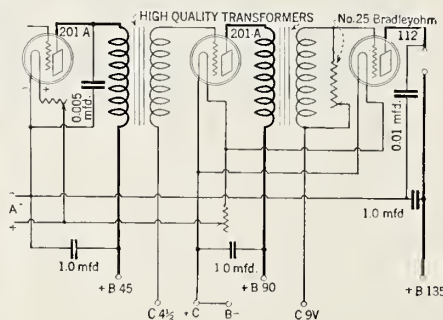 HIGH QUALITY TRANSFORMERS
No.25 Bradleyohm
201 A
201-A
112
0.005 mfd.
0.01 mfd.
-
+
-
A
+
1.0 mfd
1.0 mfd.
1.0 mfd
+ B 45
+ B 90
+ B 135
C 4½
+ C
B-
C 9V